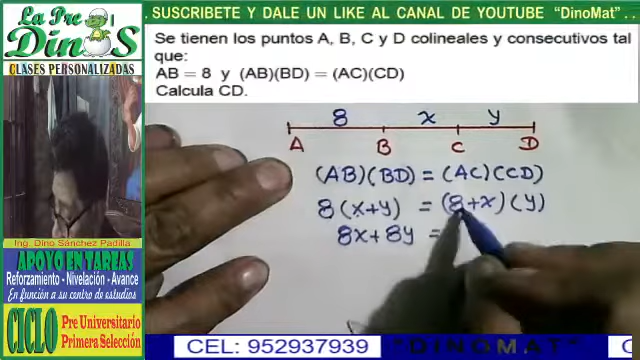 . SUSCRIBETE Y DALE UN LIKE AL CANAL DE YOUTUBE "DinoMat" .
La Pre
DinoS
CLASES PERSONALIZADAS
Se tienen los puntos A, B, C y D colineales y consecutivos tal
que:
AB = 8 y (AB)(BD) = (AC)(CD)
Calcula CD.
8 x y
A B C D
(AB)(BD) = (AC)(CD)
8(x+y) = (8+x)(y)
8x+8y =
Ing. Dino Sánchez Padilla
APOYO EN TAREAS
Reforzamiento - Nivelación - Avance
En función a su centro de estudios
CICLO Pre Universitario
Primera Selección
CEL: 952937939 "DINOMAT" C